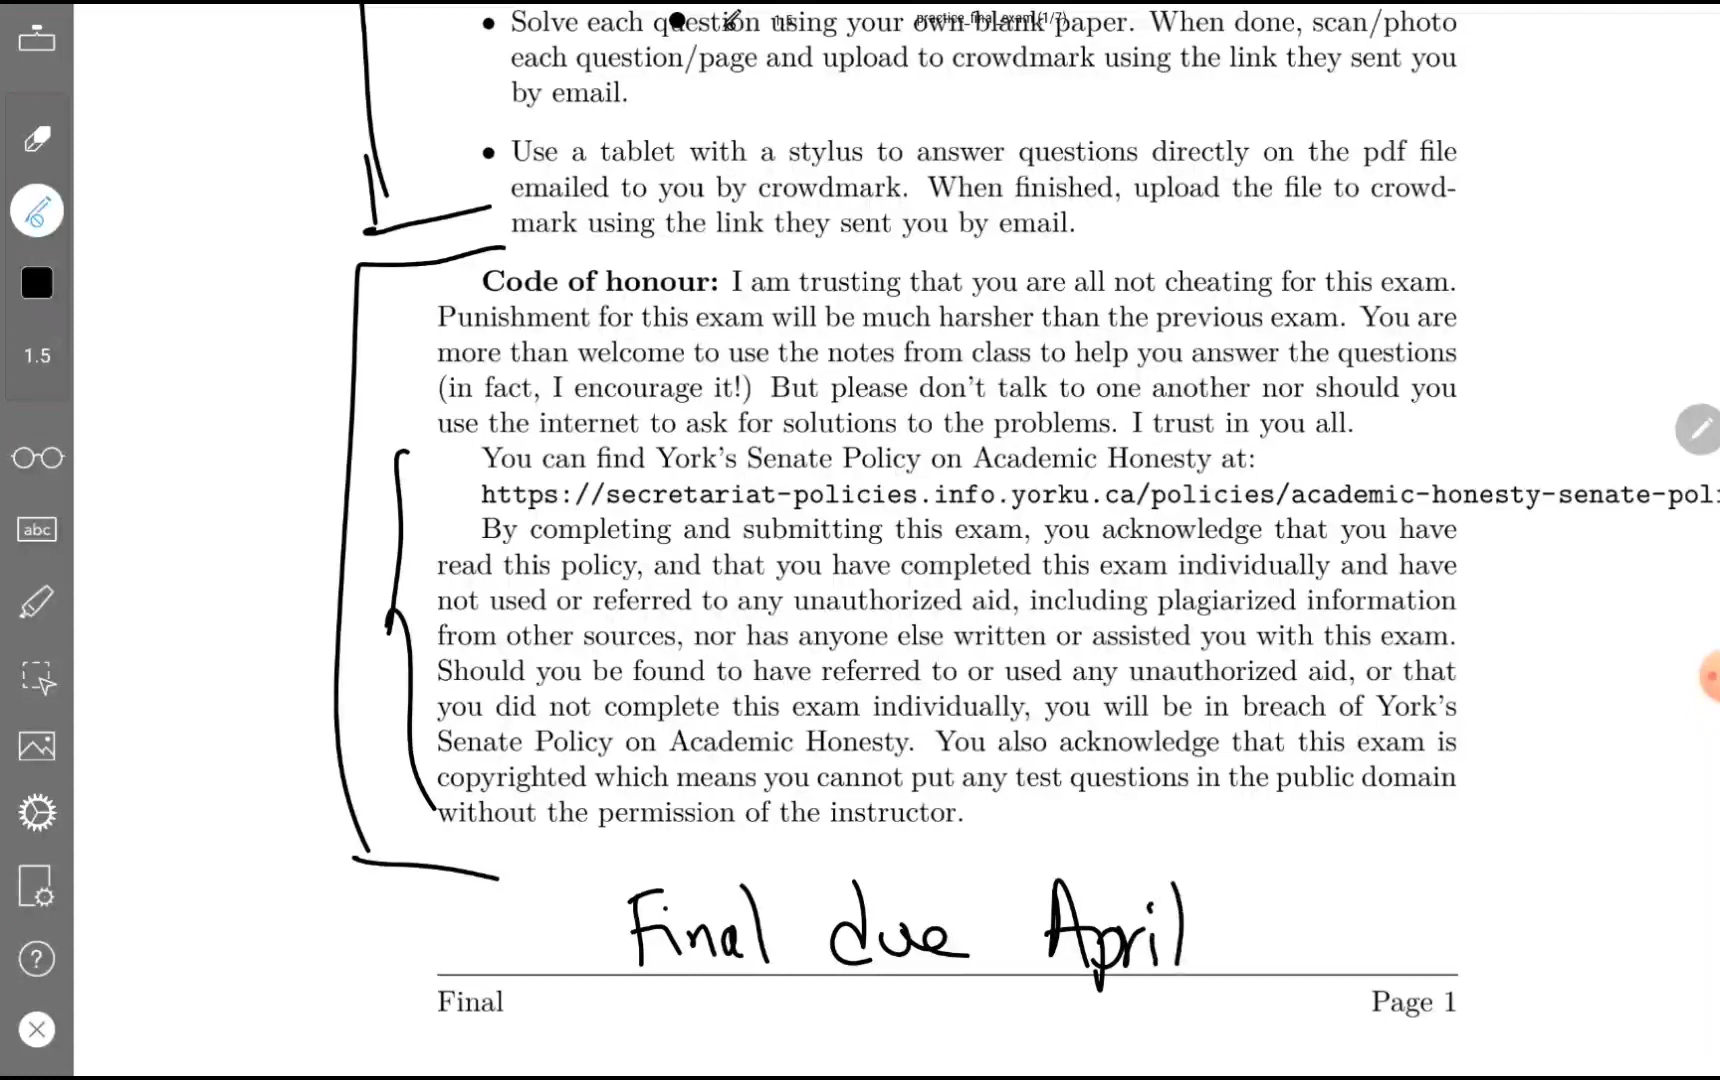 practice_final_exam (1/7)
1.5
• Solve each question using your own blank paper. When done, scan/photo
each question/page and upload to crowdmark using the link they sent you
by email.
• Use a tablet with a stylus to answer questions directly on the pdf file
emailed to you by crowdmark. When finished, upload the file to crowd-
mark using the link they sent you by email.
Code of honour: I am trusting that you are all not cheating for this exam.
Punishment for this exam will be much harsher than the previous exam. You are
more than welcome to use the notes from class to help you answer the questions
(in fact, I encourage it!) But please don't talk to one another nor should you
use the internet to ask for solutions to the problems. I trust in you all.
You can find York's Senate Policy on Academic Honesty at:
https://secretariat-policies.info.yorku.ca/policies/academic-honesty-senate-poli
By completing and submitting this exam, you acknowledge that you have
read this policy, and that you have completed this exam individually and have
not used or referred to any unauthorized aid, including plagiarized information
from other sources, nor has anyone else written or assisted you with this exam.
Should you be found to have referred to or used any unauthorized aid, or that
you did not complete this exam individually, you will be in breach of York's
Senate Policy on Academic Honesty. You also acknowledge that this exam is
copyrighted which means you cannot put any test questions in the public domain
without the permission of the instructor.
Final due April
Final Page 1
1.5
abc
?